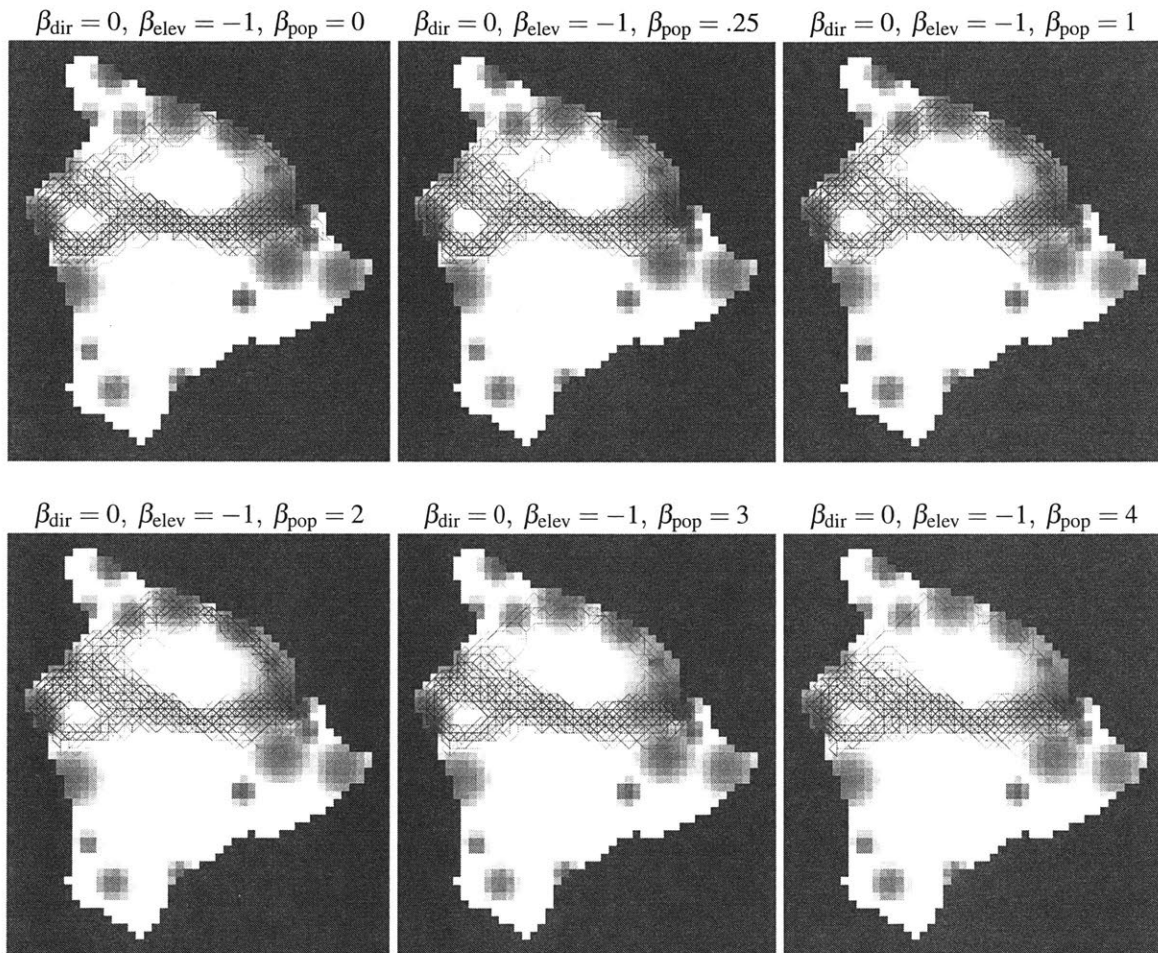 β_dir = 0, β_elev = −1, β_pop = 0
β_dir = 0, β_elev = −1, β_pop = .25
β_dir = 0, β_elev = −1, β_pop = 1
β_dir = 0, β_elev = −1, β_pop = 2
β_dir = 0, β_elev = −1, β_pop = 3
β_dir = 0, β_elev = −1, β_pop = 4